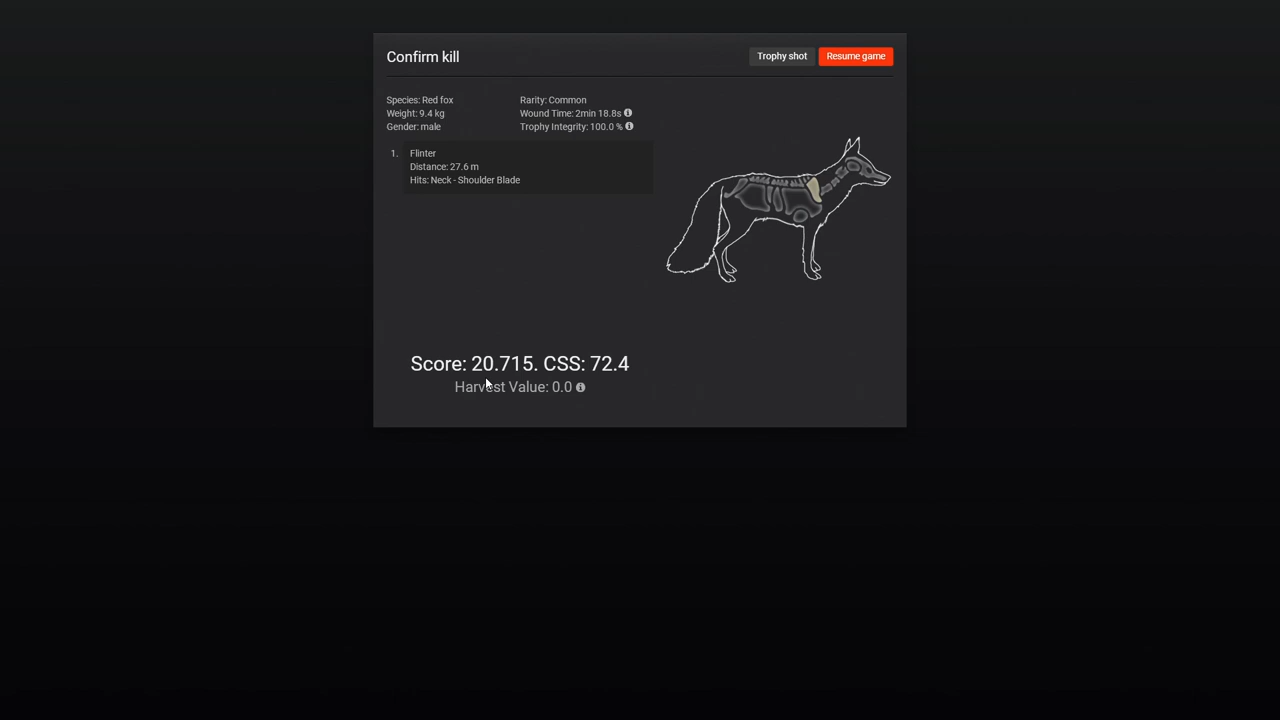 Confirm kill
Trophy shot
Resume game
Species: Red fox
Weight: 9.4 kg
Gender: male
Rarity: Common
Wound Time: 2min 18.8s
Trophy Integrity: 100.0 %
1. Flinter
Distance: 27.6 m
Hits: Neck - Shoulder Blade
Score: 20.715. CSS: 72.4
Harvest Value: 0.0